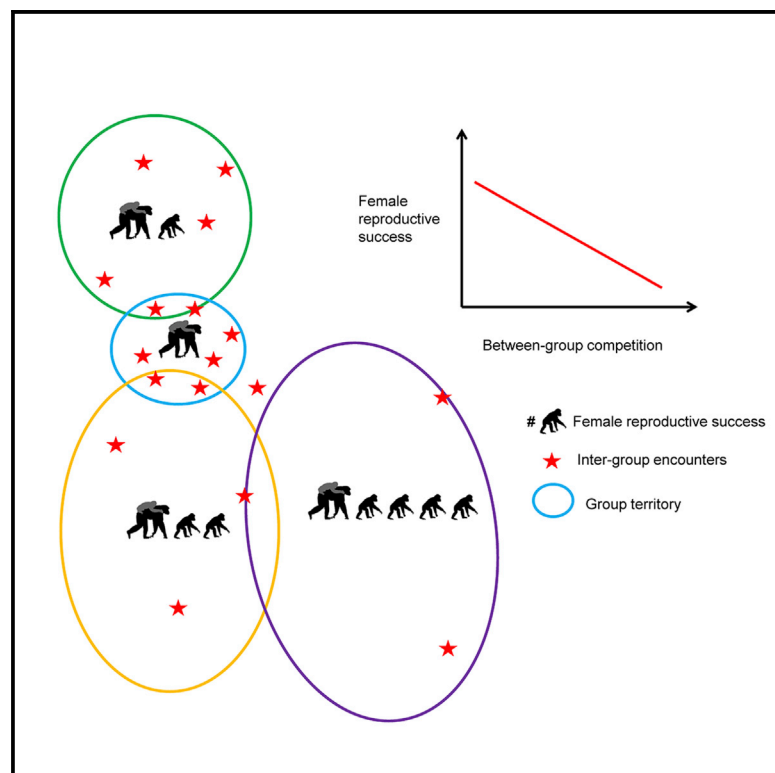 Female
reproductive
success
Between-group competition
# Female reproductive success
Inter-group encounters
Group territory